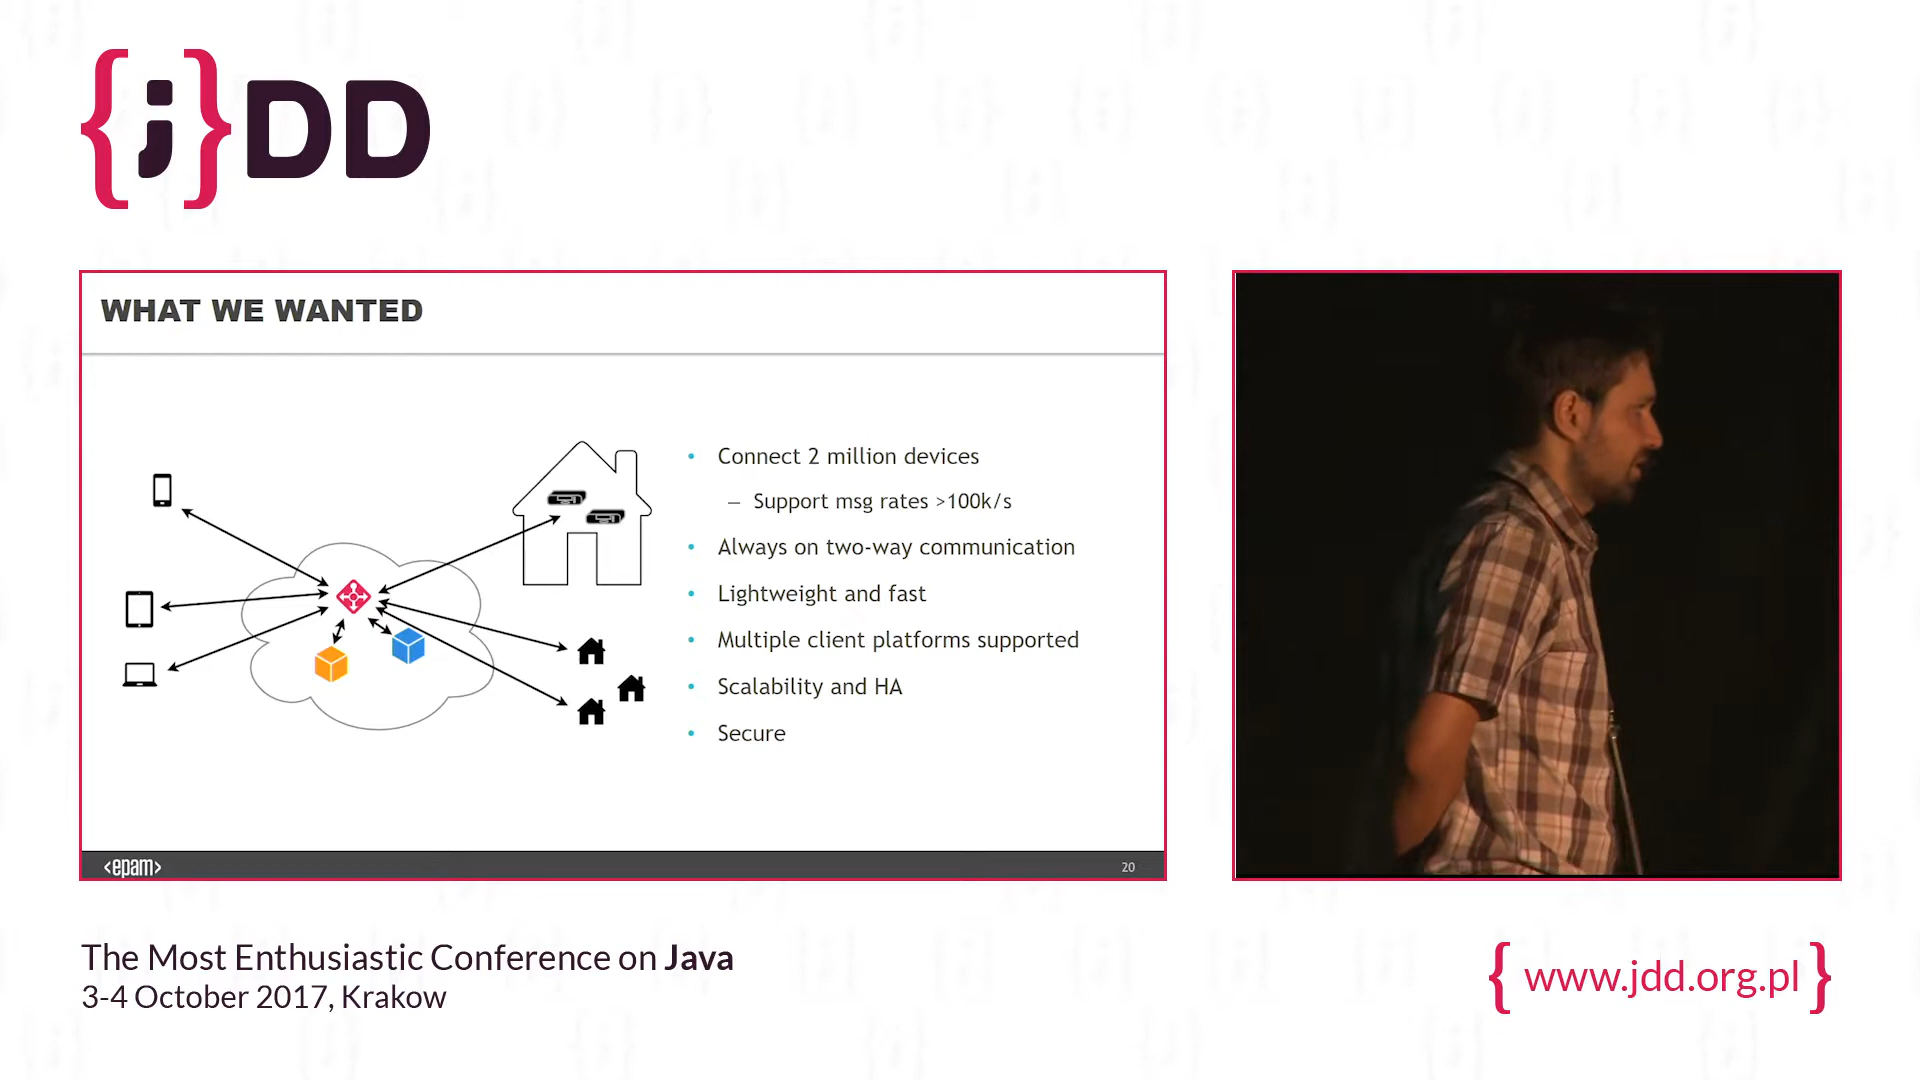 {;}DD
WHAT WE WANTED
• Connect 2 million devices
– Support msg rates >100k/s
• Always on two-way communication
• Lightweight and fast
• Multiple client platforms supported
• Scalability and HA
• Secure
<epam>
20
The Most Enthusiastic Conference on Java
3-4 October 2017, Krakow
{ www.jdd.org.pl }